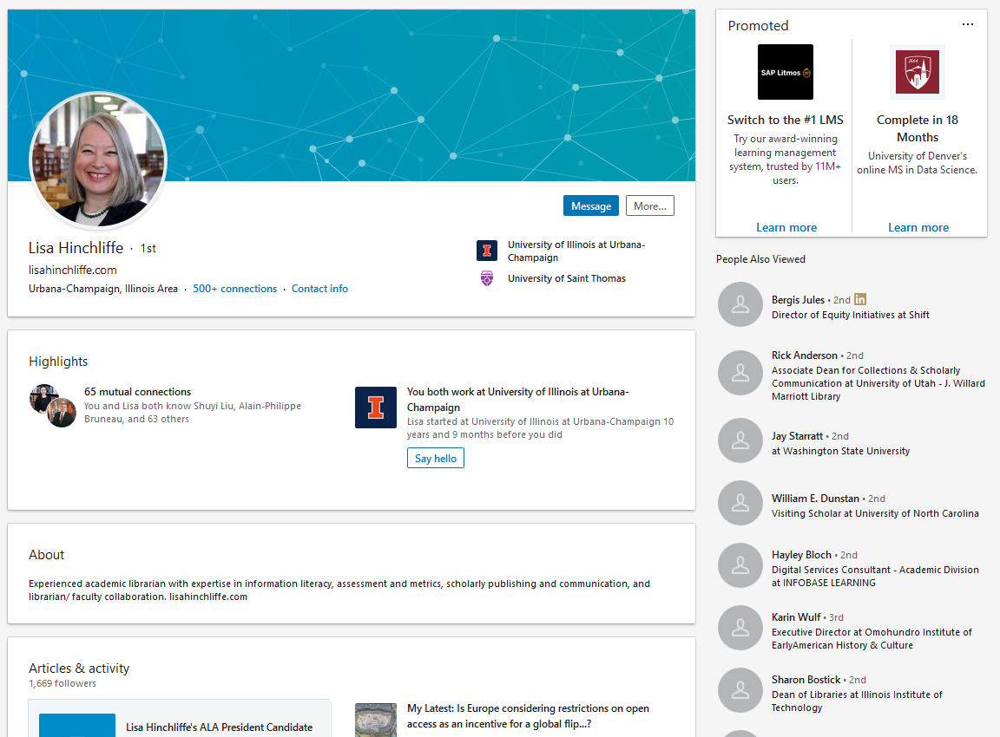 Lisa Hinchliffe · 1st
lisahinchliffe.com
Urbana-Champaign, Illinois Area · 500+ connections · Contact info
Message
More...
University of Illinois at Urbana-
Champaign
University of Saint Thomas
Highlights
65 mutual connections
You and Lisa both know Shuyi Liu, Alain-Philippe
Bruneau, and 63 others
You both work at University of Illinois at Urbana-
Champaign
Lisa started at University of Illinois at Urbana-Champaign 10
years and 9 months before you did
Say hello
About
Experienced academic librarian with expertise in information literacy, assessment and metrics, scholarly publishing and communication, and
librarian/ faculty collaboration. lisahinchliffe.com
Articles & activity
1,669 followers
Lisa Hinchliffe's ALA President Candidate
My Latest: Is Europe considering restrictions on open
access as an incentive for a global flip...?
Promoted
...
SAP Litmos
Switch to the #1 LMS
Try our award-winning
learning management
system, trusted by 11M+
users.
Learn more
1864
Complete in 18
Months
University of Denver's
online MS in Data Science.
Learn more
People Also Viewed
Bergis Jules • 2nd in
Director of Equity Initiatives at Shift
Rick Anderson • 2nd
Associate Dean for Collections & Scholarly
Communication at University of Utah - J. Willard
Marriott Library
Jay Starratt • 2nd
at Washington State University
William E. Dunstan • 2nd
Visiting Scholar at University of North Carolina
Hayley Bloch • 2nd
Digital Services Consultant - Academic Division
at INFOBASE LEARNING
Karin Wulf • 3rd
Executive Director at Omohundro Institute of
EarlyAmerican History & Culture
Sharon Bostick • 2nd
Dean of Libraries at Illinois Institute of
Technology